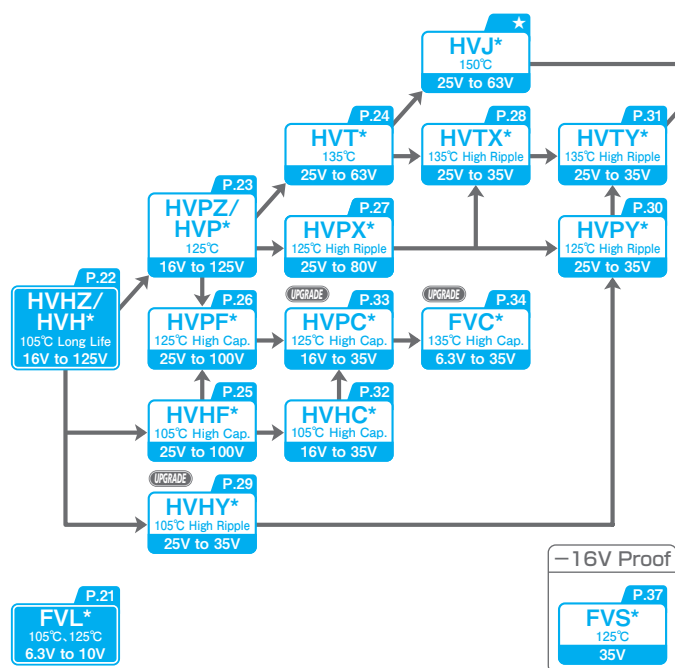 ★
HVJ*
150℃
25V to 63V
P.24
HVT*
135℃
25V to 63V
P.28
HVTX*
135℃ High Ripple
25V to 35V
P.31
HVTY*
135℃ High Ripple
25V to 35V
P.23
HVPZ/
HVP*
125℃
16V to 125V
P.27
HVPX*
125℃ High Ripple
25V to 80V
P.30
HVPY*
125℃ High Ripple
25V to 35V
P.22
HVHZ/
HVH*
105℃ Long Life
16V to 125V
P.26
HVPF*
125℃ High Cap.
25V to 100V
UPGRADE
P.33
HVPC*
125℃ High Cap.
16V to 35V
UPGRADE
P.34
FVC*
135℃ High Cap.
6.3V to 35V
P.25
HVHF*
105℃ High Cap.
25V to 100V
P.32
HVHC*
105℃ High Cap.
16V to 35V
UPGRADE
P.29
HVHY*
105℃ High Ripple
25V to 35V
P.21
FVL*
105℃、125℃
6.3V to 10V
−16V Proof
P.37
FVS*
125℃
35V